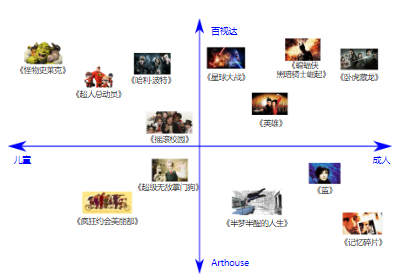 百视达
《怪物史莱克》
《超人总动员》
《哈利·波特》
《星球大战》
《蝙蝠侠
黑暗骑士崛起》
《卧虎藏龙》
《英雄》
《摇滚校园》
儿童
成人
《超级无敌掌门狗》
《疯狂约会美丽都》
《半梦半醒的人生》
《蓝》
《记忆碎片》
Arthouse